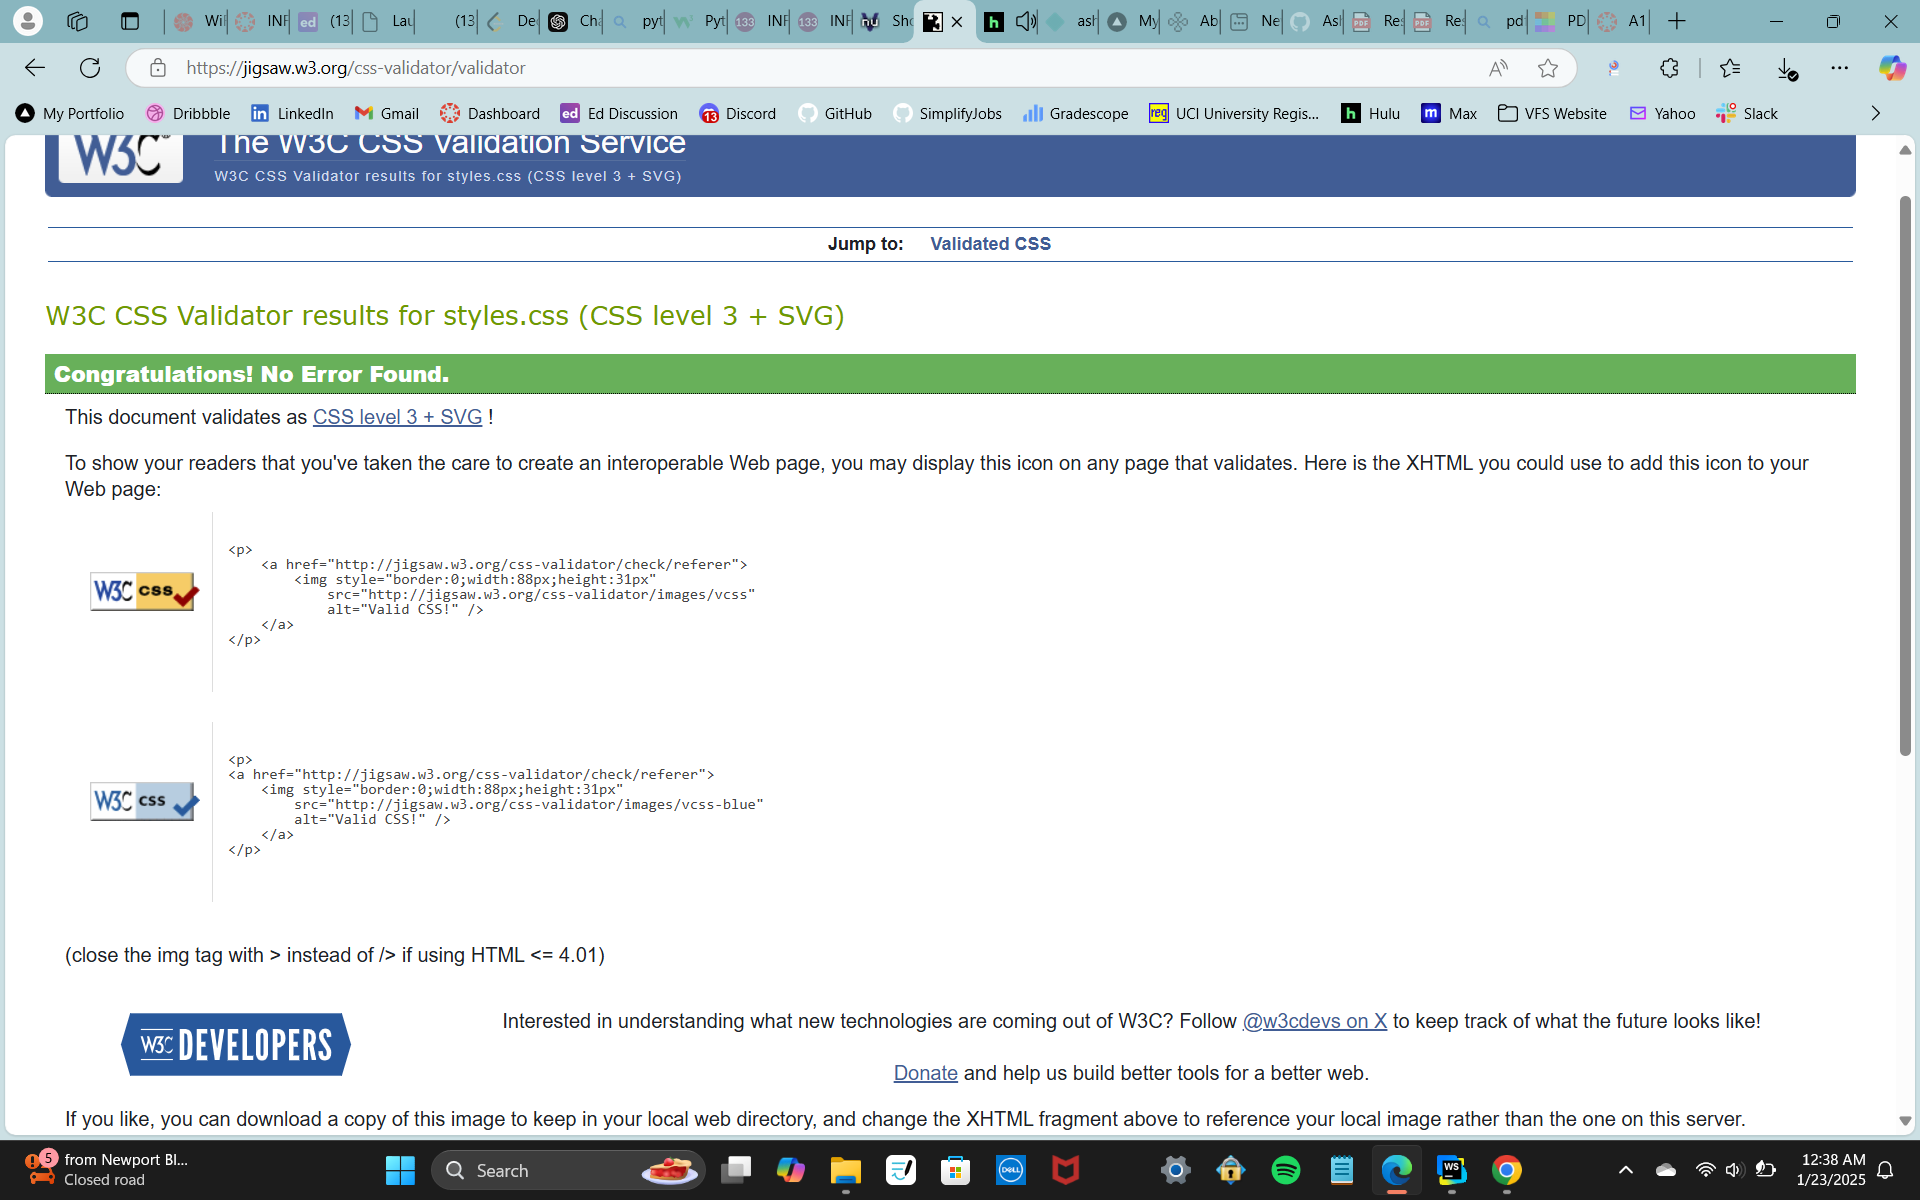 Wi
INF
ed
(13
Lau
(13
De
Cha
pyt
Pyt
133
INF
133
INF
nu
Sho
h
ash
My
Ab
Ne
Asl
PDF
Res
PDF
Res
pd
PD
A1
https://jigsaw.w3.org/css-validator/validator
My Portfolio
Dribbble
in LinkedIn
Gmail
Dashboard
ed Ed Discussion
13 Discord
GitHub
SimplifyJobs
Gradescope
reg UCI University Regis...
h Hulu
m Max
VFS Website
Yahoo
Slack
W3C®
The W3C CSS Validation Service
W3C CSS Validator results for styles.css (CSS level 3 + SVG)
Jump to: Validated CSS
W3C CSS Validator results for styles.css (CSS level 3 + SVG)
Congratulations! No Error Found.
This document validates as CSS level 3 + SVG !
To show your readers that you've taken the care to create an interoperable Web page, you may display this icon on any page that validates. Here is the XHTML you could use to add this icon to your
Web page:
W3C css
<p>
<a href="http://jigsaw.w3.org/css-validator/check/referer">
<img style="border:0;width:88px;height:31px"
src="http://jigsaw.w3.org/css-validator/images/vcss"
alt="Valid CSS!" />
</a>
</p>
W3C css
<p>
<a href="http://jigsaw.w3.org/css-validator/check/referer">
<img style="border:0;width:88px;height:31px"
src="http://jigsaw.w3.org/css-validator/images/vcss-blue"
alt="Valid CSS!" />
</a>
</p>
(close the img tag with > instead of /> if using HTML <= 4.01)
W3C DEVELOPERS
Interested in understanding what new technologies are coming out of W3C? Follow @w3cdevs on X to keep track of what the future looks like!
Donate and help us build better tools for a better web.
If you like, you can download a copy of this image to keep in your local web directory, and change the XHTML fragment above to reference your local image rather than the one on this server.
5
from Newport Bl...
Closed road
Search
DELL
WS
12:38 AM
1/23/2025